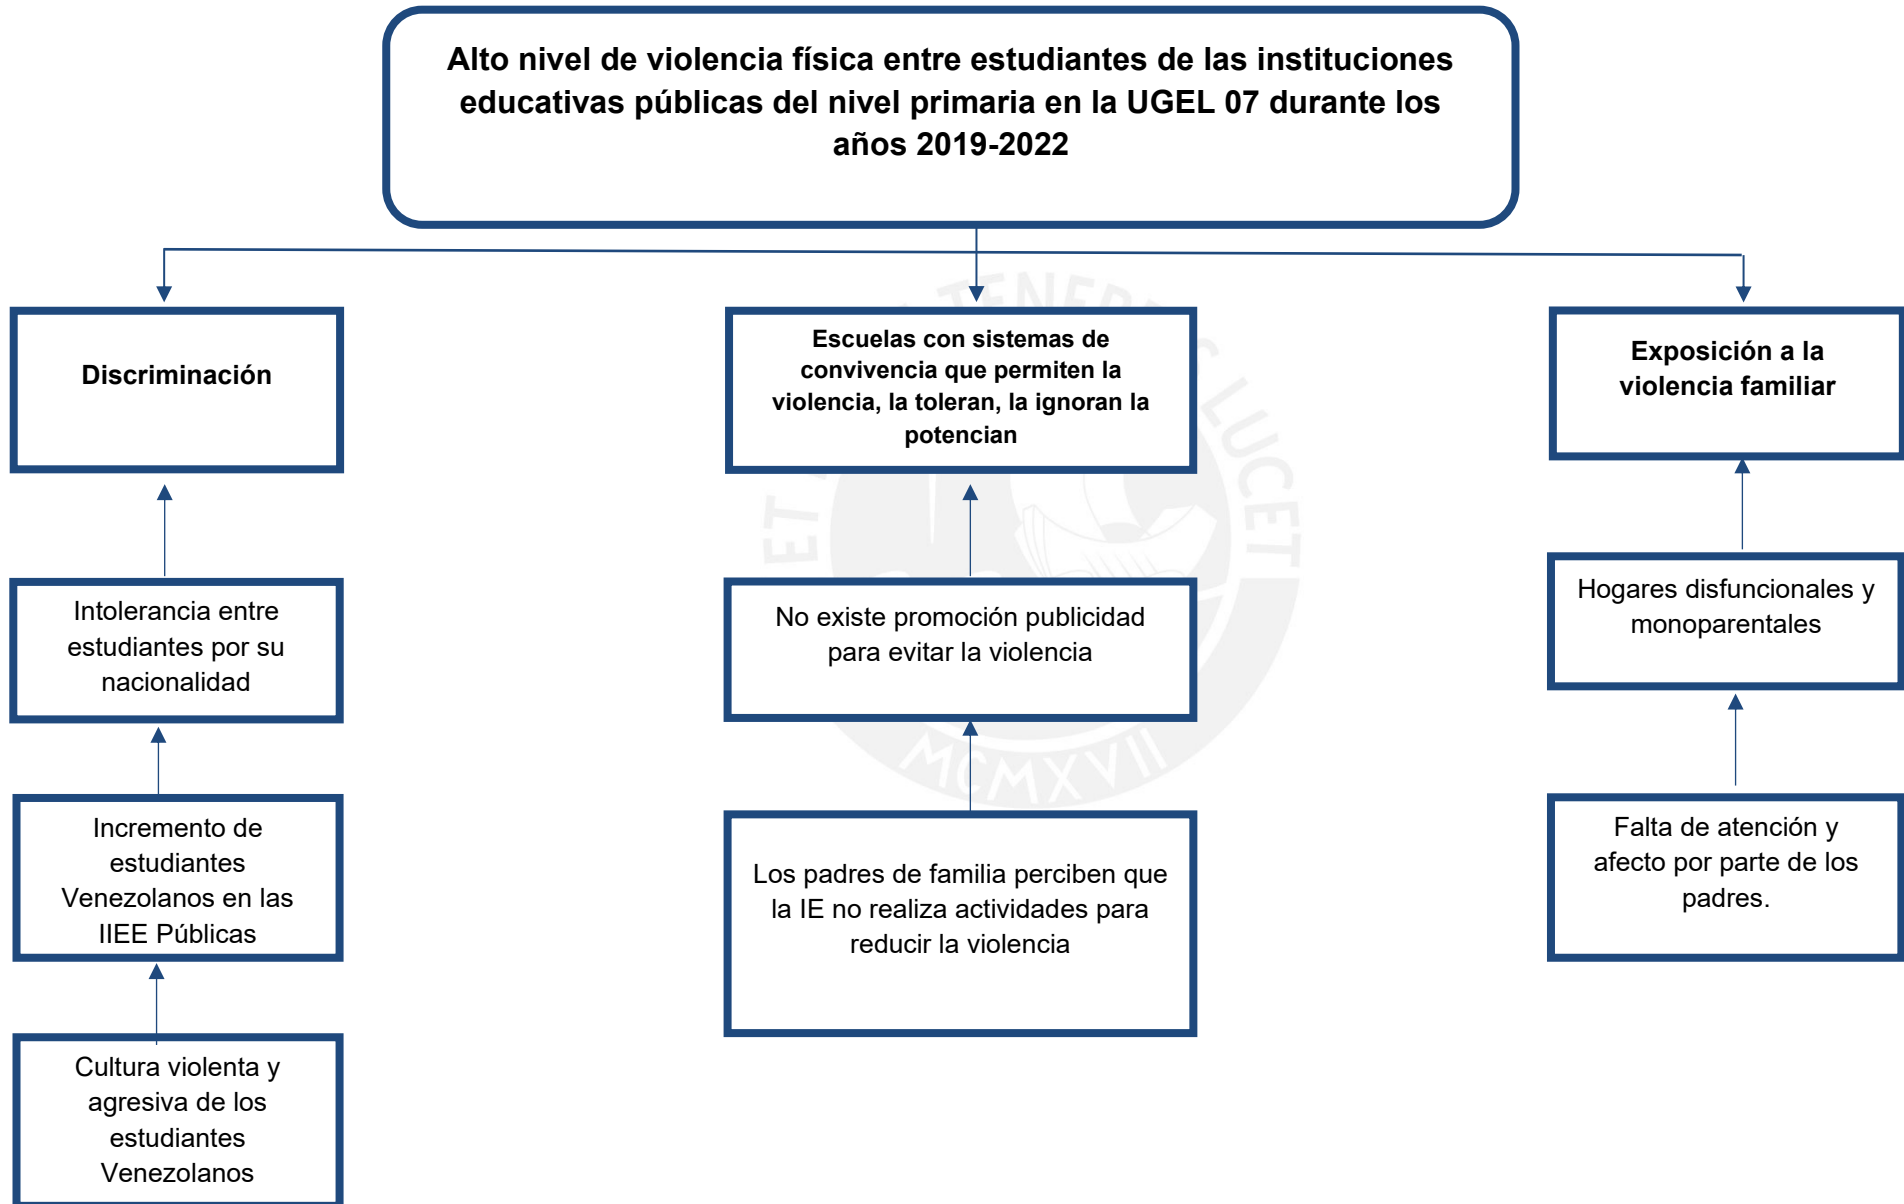 Alto nivel de violencia física entre estudiantes de las instituciones
educativas públicas del nivel primaria en la UGEL 07 durante los
años 2019-2022
Discriminación
Escuelas con sistemas de
convivencia que permiten la
violencia, la toleran, la ignoran la
potencian
Exposición a la
violencia familiar
Intolerancia entre
estudiantes por su
nacionalidad
No existe promoción publicidad
para evitar la violencia
Hogares disfuncionales y
monoparentales
Incremento de
estudiantes
Venezolanos en las
IIEE Públicas
Los padres de familia perciben que
la IE no realiza actividades para
reducir la violencia
Falta de atención y
afecto por parte de los
padres.
Cultura violenta y
agresiva de los
estudiantes
Venezolanos
ET
TENEB
S LUCET
MCMXVII